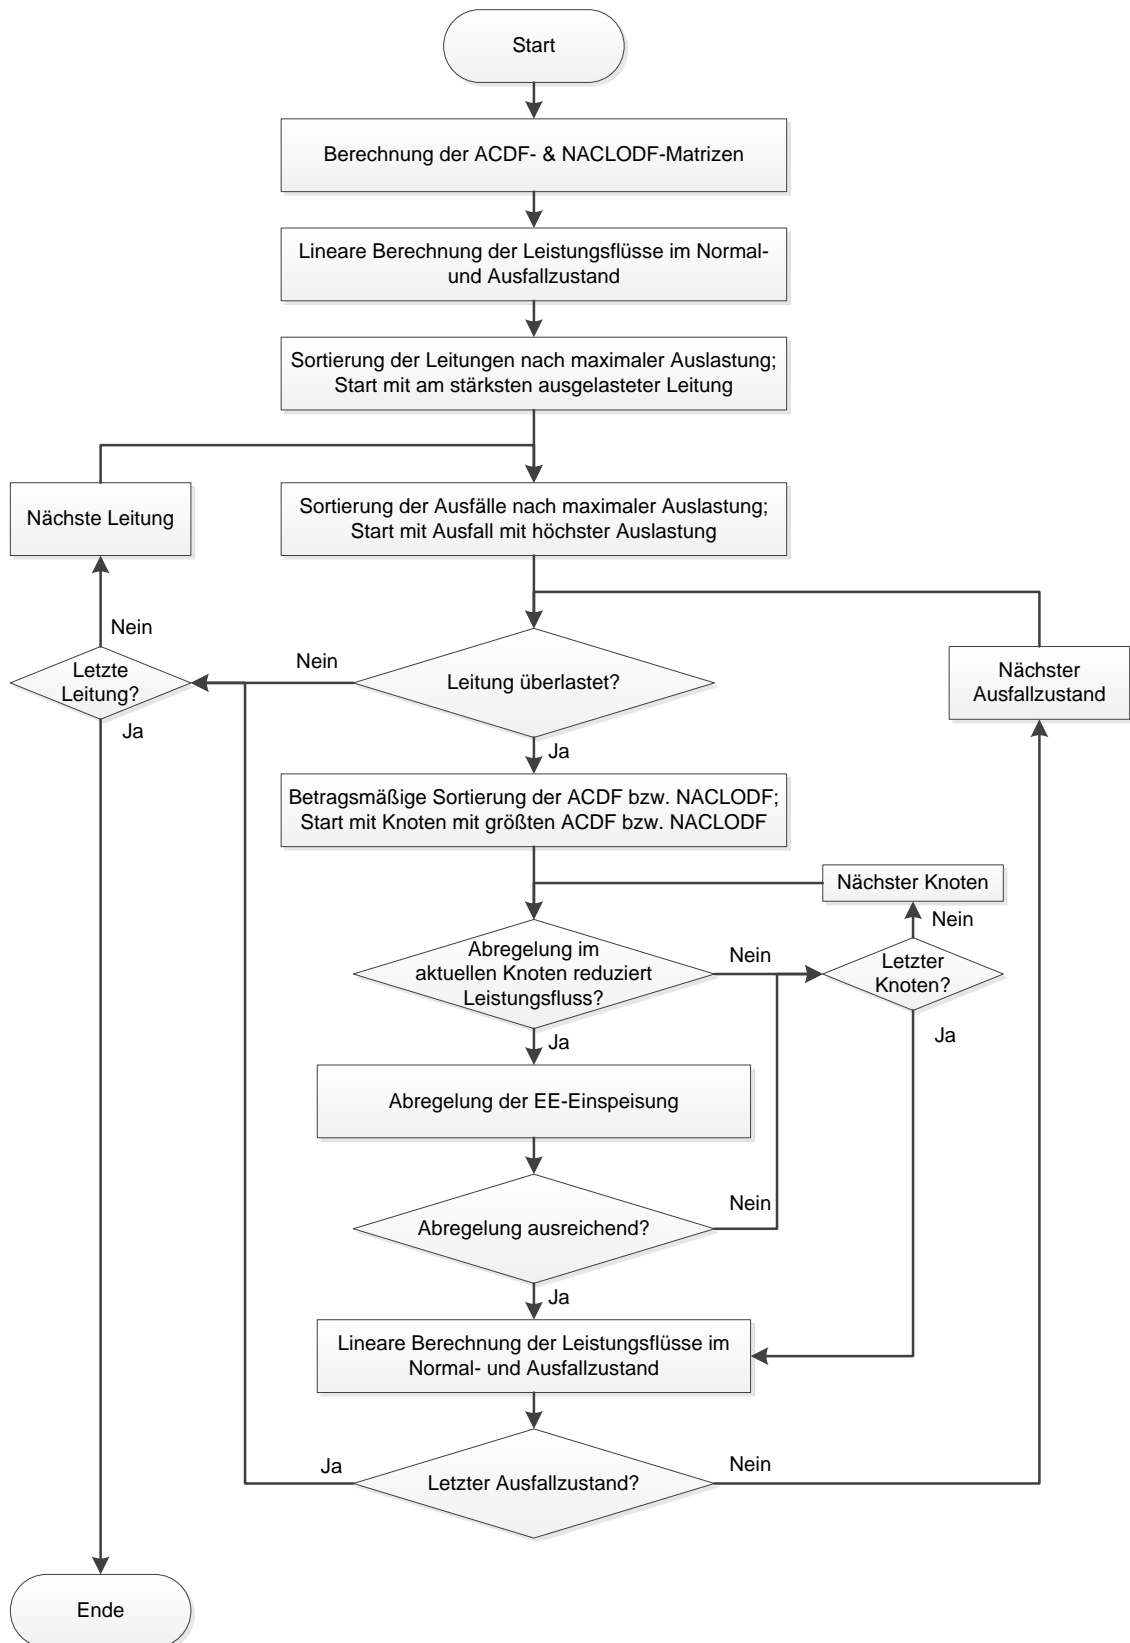 Start
Berechnung der ACDF- & NACLODF-Matrizen
Lineare Berechnung der Leistungsflüsse im Normal-
und Ausfallzustand
Sortierung der Leitungen nach maximaler Auslastung;
Start mit am stärksten ausgelasteter Leitung
Nächste Leitung
Sortierung der Ausfälle nach maximaler Auslastung;
Start mit Ausfall mit höchster Auslastung
Nein
Letzte
Leitung?
Ja
Nein
Leitung überlastet?
Ja
Nächster
Ausfallzustand
Betragsmäßige Sortierung der ACDF bzw. NACLODF;
Start mit Knoten mit größten ACDF bzw. NACLODF
Nächster Knoten
Nein
Abregelung im
aktuellen Knoten reduziert
Leistungsfluss?
Nein
Letzter
Knoten?
Ja
Ja
Abregelung der EE-Einspeisung
Abregelung ausreichend?
Nein
Ja
Lineare Berechnung der Leistungsflüsse im
Normal- und Ausfallzustand
Ja
Letzter Ausfallzustand?
Nein
Ende